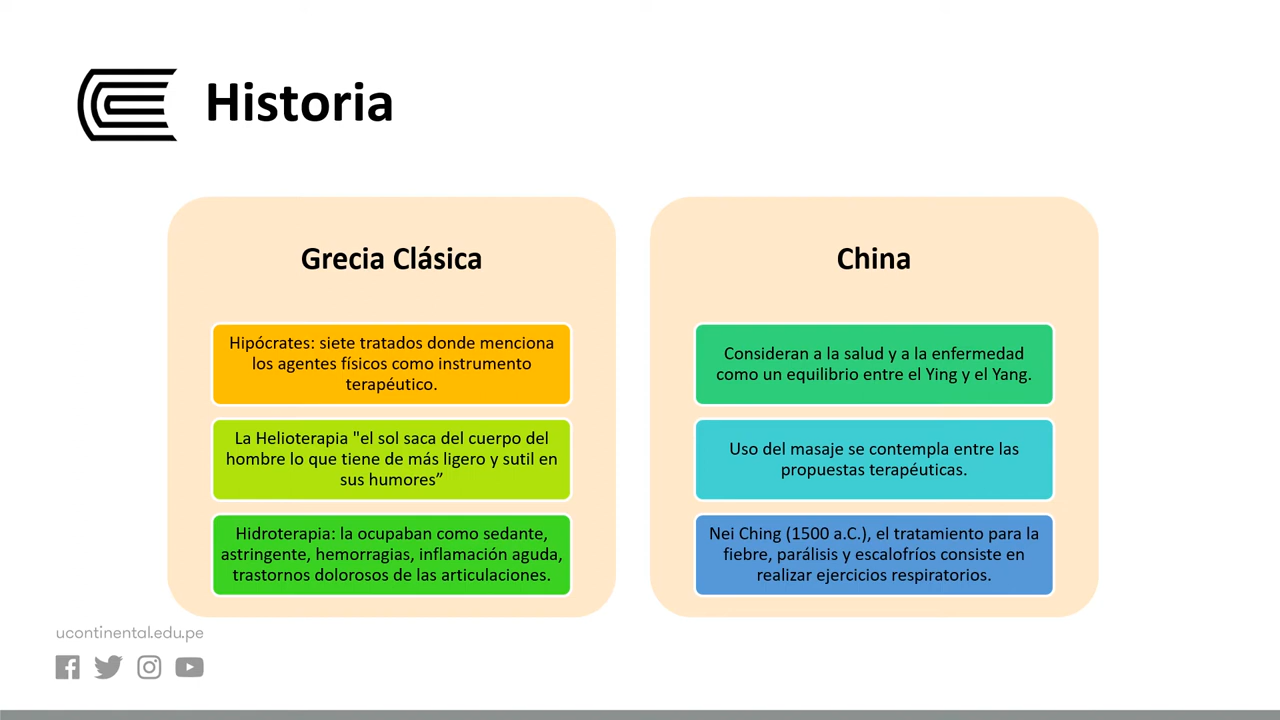 Historia
Grecia Clásica
Hipócrates: siete tratados donde menciona
los agentes físicos como instrumento
terapéutico.
La Helioterapia "el sol saca del cuerpo del
hombre lo que tiene de más ligero y sutil en
sus humores”
Hidroterapia: la ocupaban como sedante,
astringente, hemorragias, inflamación aguda,
trastornos dolorosos de las articulaciones.
China
Consideran a la salud y a la enfermedad
como un equilibrio entre el Ying y el Yang.
Uso del masaje se contempla entre las
propuestas terapéuticas.
Nei Ching (1500 a.C.), el tratamiento para la
fiebre, parálisis y escalofríos consiste en
realizar ejercicios respiratorios.
ucontinental.edu.pe